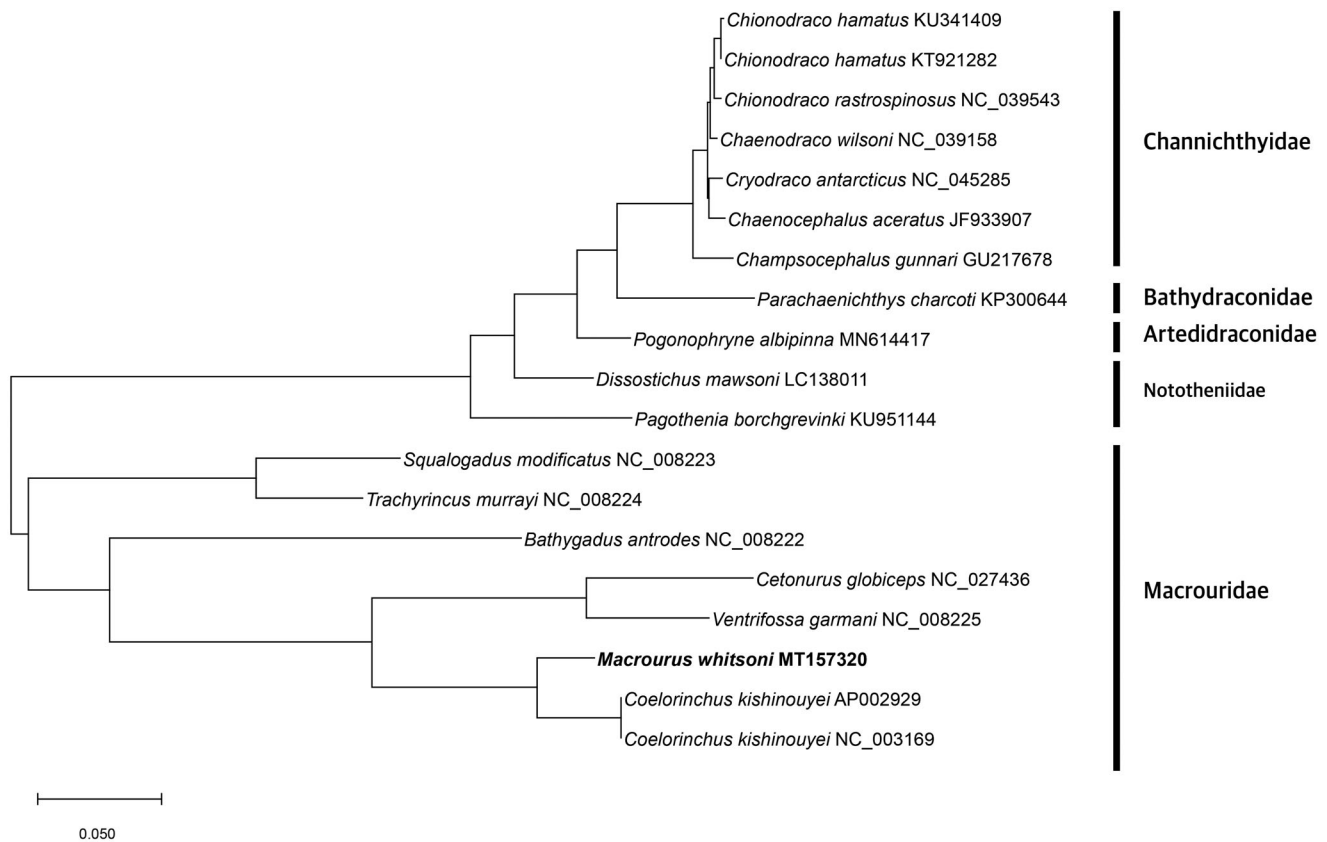 Chionodraco hamatus KU341409
Chionodraco hamatus KT921282
Chionodraco rastrospinosus NC_039543
Chaenodraco wilsoni NC_039158
Channichthyidae
Cryodraco antarcticus NC_045285
Chaenocephalus aceratus JF933907
Champsocephalus gunnari GU217678
Parachaenichthys charcoti KP300644
Bathydraconidae
Pogonophryne albipinna MN614417
Artedidraconidae
Dissostichus mawsoni LC138011
Nototheniidae
Pagothenia borchgrevinki KU951144
Squalogadus modificatus NC_008223
Trachyrincus murrayi NC_008224
Bathygadus antrodes NC_008222
Cetonurus globiceps NC_027436
Macrouridae
Ventrifossa garmani NC_008225
Macrourus whitsoni MT157320
Coelorinchus kishinouyei AP002929
Coelorinchus kishinouyei NC_003169
0.050